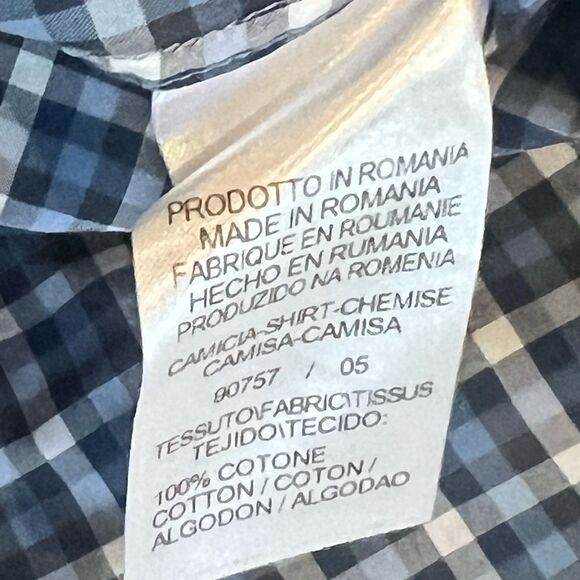 PRODOTTO IN ROMANIA
MADE IN ROMANIA
FABRIQUE EN ROUMANIE
HECHO EN RUMANIA
PRODUZIDO NA ROMENIA
CAMICIA-SHIRT-CHEMISE
CAMISA-CAMISA
90757 / 05
TESSUTO\FABRIC\TISSUS
TEJIDO\TECIDO:
100% COTONE
COTTON / COTON /
ALGODON / ALGODAO